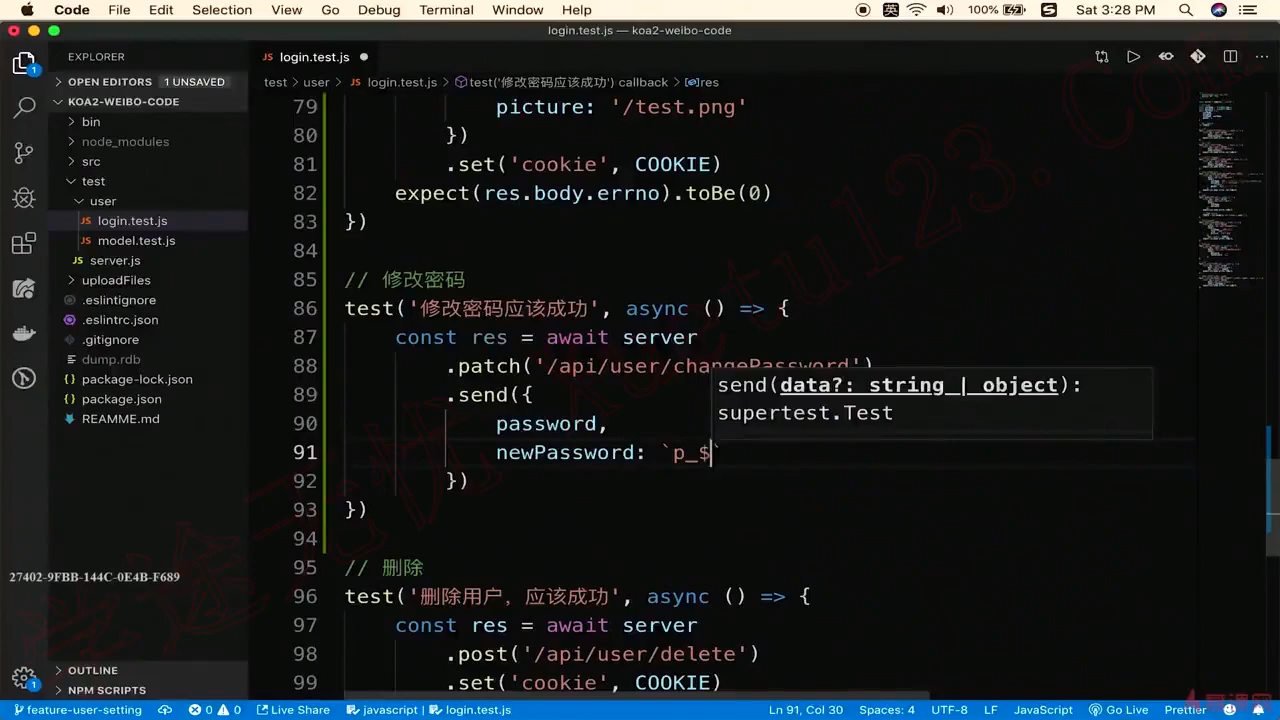 Code File Edit Selection View Go Debug Terminal Window Help 英 100% Sat 3:28 PM
login.test.js — koa2-weibo-code
EXPLORER
JS login.test.js
OPEN EDITORS 1 UNSAVED
test > user > JS login.test.js > test('修改密码应该成功') callback > res
KOA2-WEIBO-CODE
bin
node_modules
src
test
user
JS login.test.js
JS model.test.js
JS server.js
uploadFiles
.eslintignore
.eslintrc.json
.gitignore
dump.rdb
{} package-lock.json
{} package.json
README.md
OUTLINE
NPM SCRIPTS
79 picture: '/test.png'
80 })
81 .set('cookie', COOKIE)
82 expect(res.body.errno).toBe(0)
83 })
84
85 // 修改密码
86 test('修改密码应该成功', async () => {
87 const res = await server
88 .patch('/api/user/changePassword')
89 .send({
90 password,
91 newPassword: `p_$`
92 })
93 })
94
95 // 删除
96 test('删除用户，应该成功', async () => {
97 const res = await server
98 .post('/api/user/delete')
99 .set('cookie', COOKIE)
send(data?: string | object):
supertest.Test
27402-9FBB-144C-0E4B-F689
feature-user-setting 0 0 Live Share javascript | login.test.js Ln 91, Col 30 Spaces: 4 UTF-8 LF JavaScript Go Live Prettier